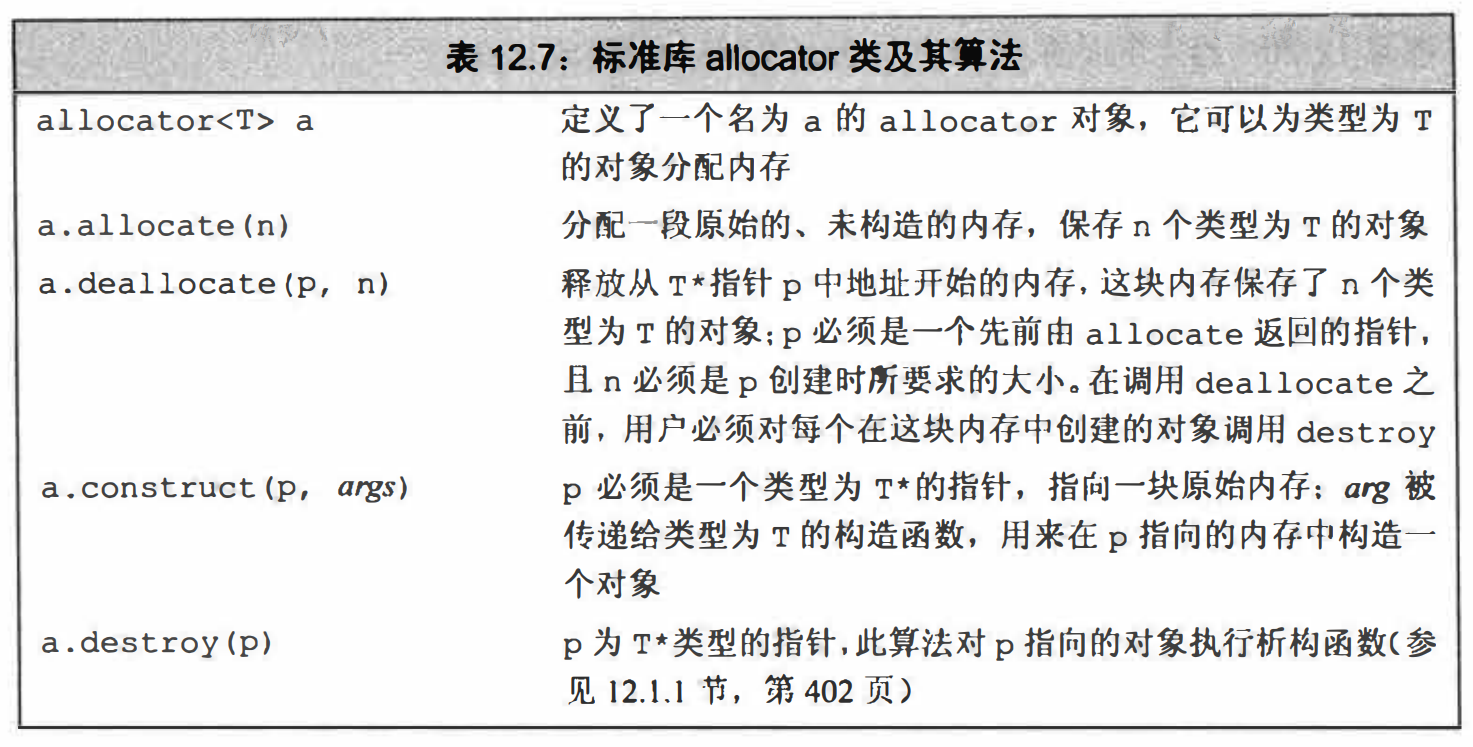 表 12.7：标准库 allocator 类及其算法
allocator<T> a
定义了一个名为 a 的 allocator 对象，它可以为类型为 T
的对象分配内存
a.allocate(n)
分配一段原始的、未构造的内存，保存 n 个类型为 T 的对象
a.deallocate(p, n)
释放从 T*指针 p 中地址开始的内存，这块内存保存了 n 个类
型为 T 的对象；p 必须是一个先前由 allocate 返回的指针，
且 n 必须是 p 创建时所要求的大小。在调用 deallocate 之
前，用户必须对每个在这块内存中创建的对象调用 destroy
a.construct(p, args)
p 必须是一个类型为 T*的指针，指向一块原始内存；arg 被
传递给类型为 T 的构造函数，用来在 p 指向的内存中构造一
个对象
a.destroy(p)
p 为 T*类型的指针，此算法对 p 指向的对象执行析构函数（参
见 12.1.1 节，第 402 页）